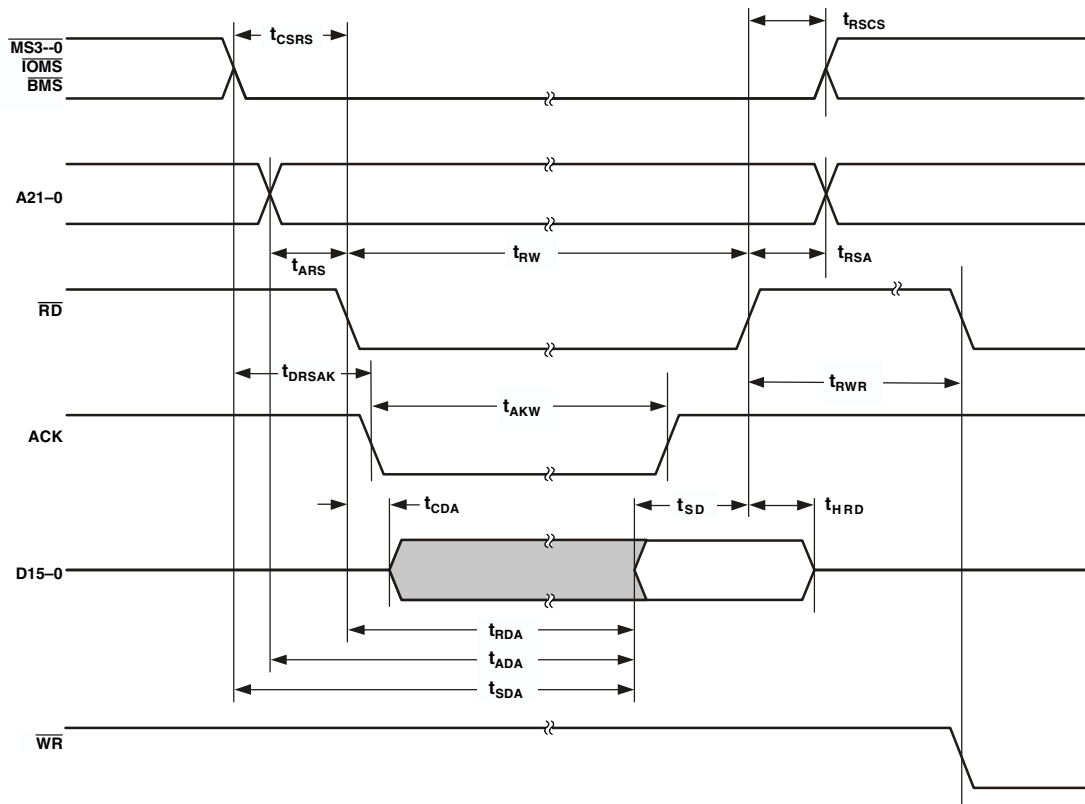 tCSRS
tRSCS
MS3--0
IOMS
BMS
A21–0
tARS
tRW
tRSA
RD
tDRSAK
tRWR
tAKW
ACK
tCDA
tSD
tHRD
D15–0
tRDA
tADA
tSDA
WR